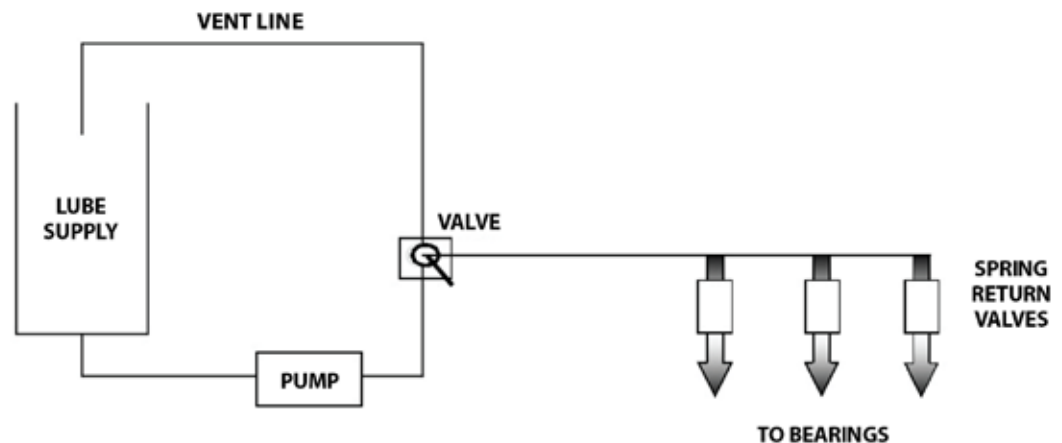 VENT LINE
LUBE
SUPPLY
VALVE
PUMP
SPRING
RETURN
VALVES
TO BEARINGS